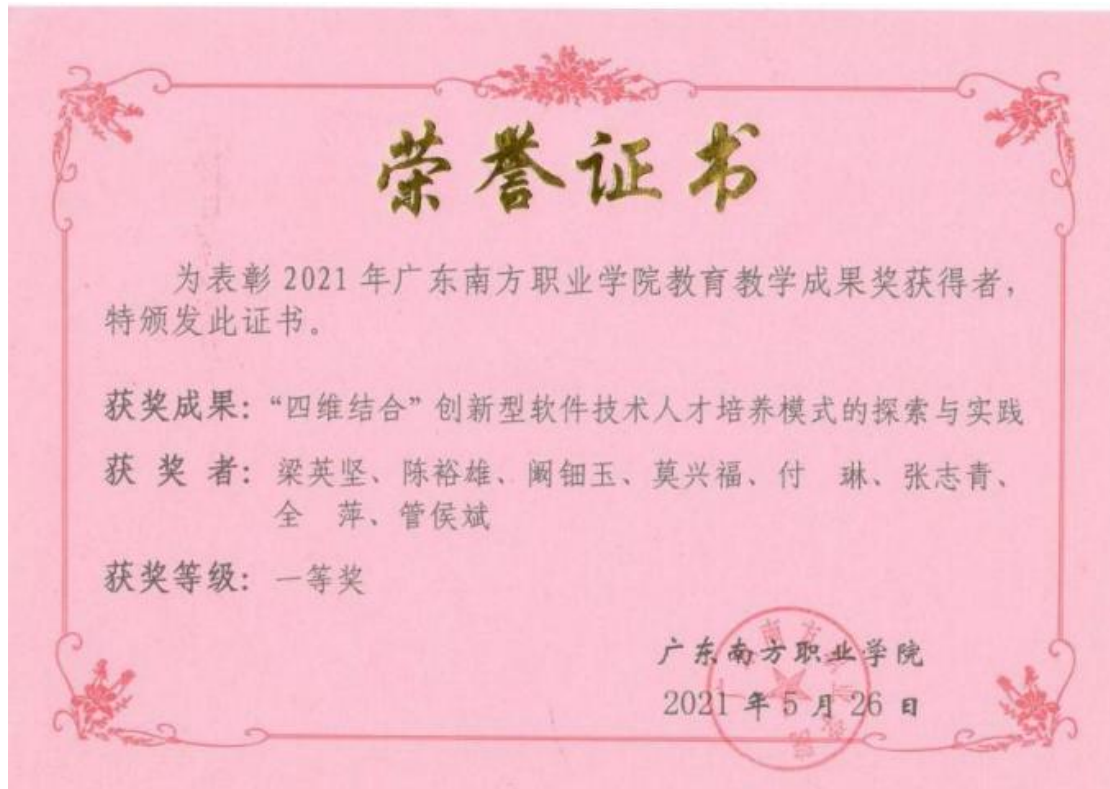 荣誉证书
为表彰 2021 年广东南方职业学院教育教学成果奖获得者，
特颁发此证书。
获奖成果：“四维结合”创新型软件技术人才培养模式的探索与实践
获 奖 者：梁英坚、陈裕雄、阚钿玉、莫兴福、付　琳、张志青、
全　萍、管侯斌
获奖等级：一等奖
广东南方职业学院
2021 年 5 月 26 日